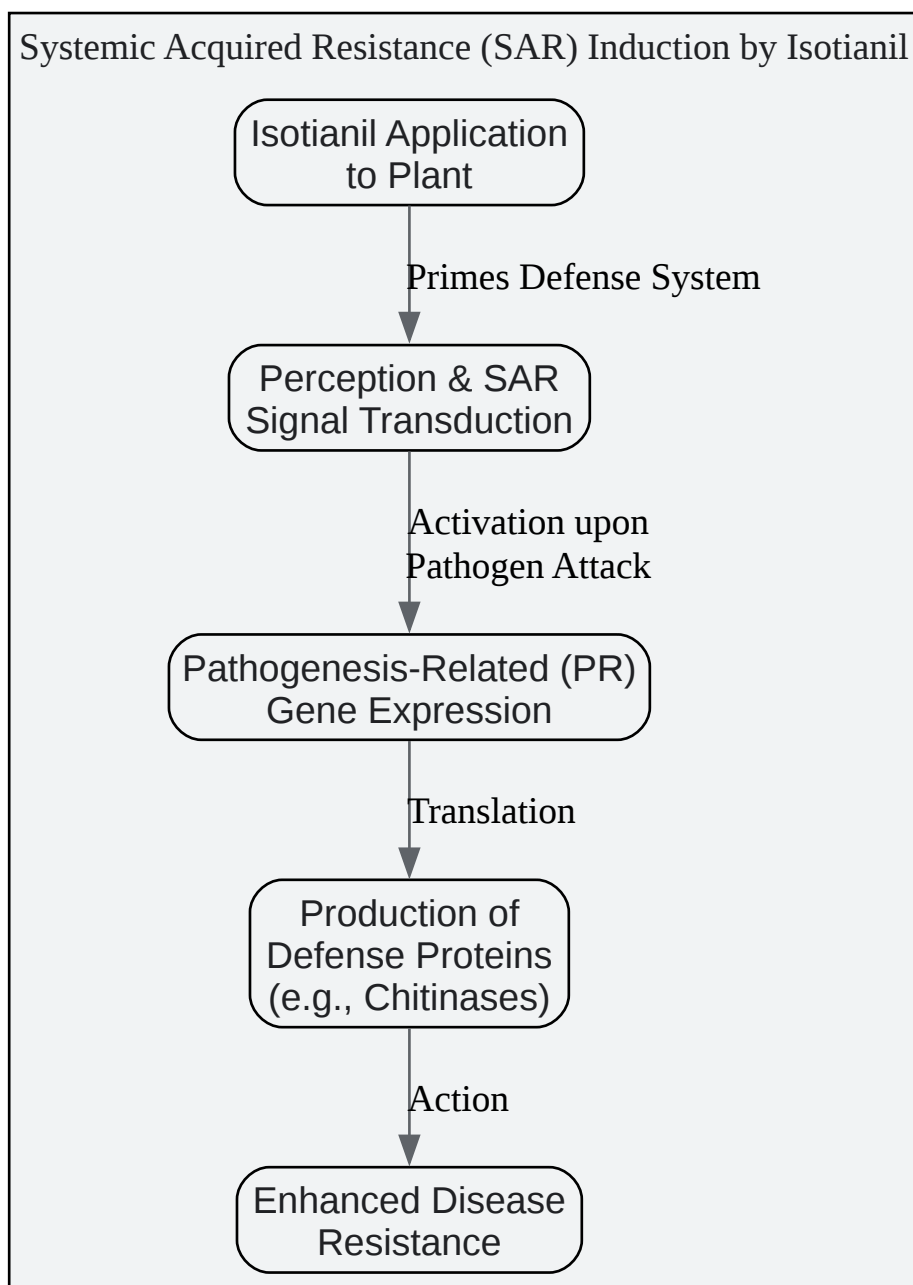 Systemic Acquired Resistance (SAR) Induction by Isotianil
Isotianil Application
to Plant
Primes Defense System
Perception & SAR
Signal Transduction
Activation upon
Pathogen Attack
Pathogenesis-Related (PR)
Gene Expression
Translation
Production of
Defense Proteins
(e.g., Chitinases)
Action
Enhanced Disease
Resistance